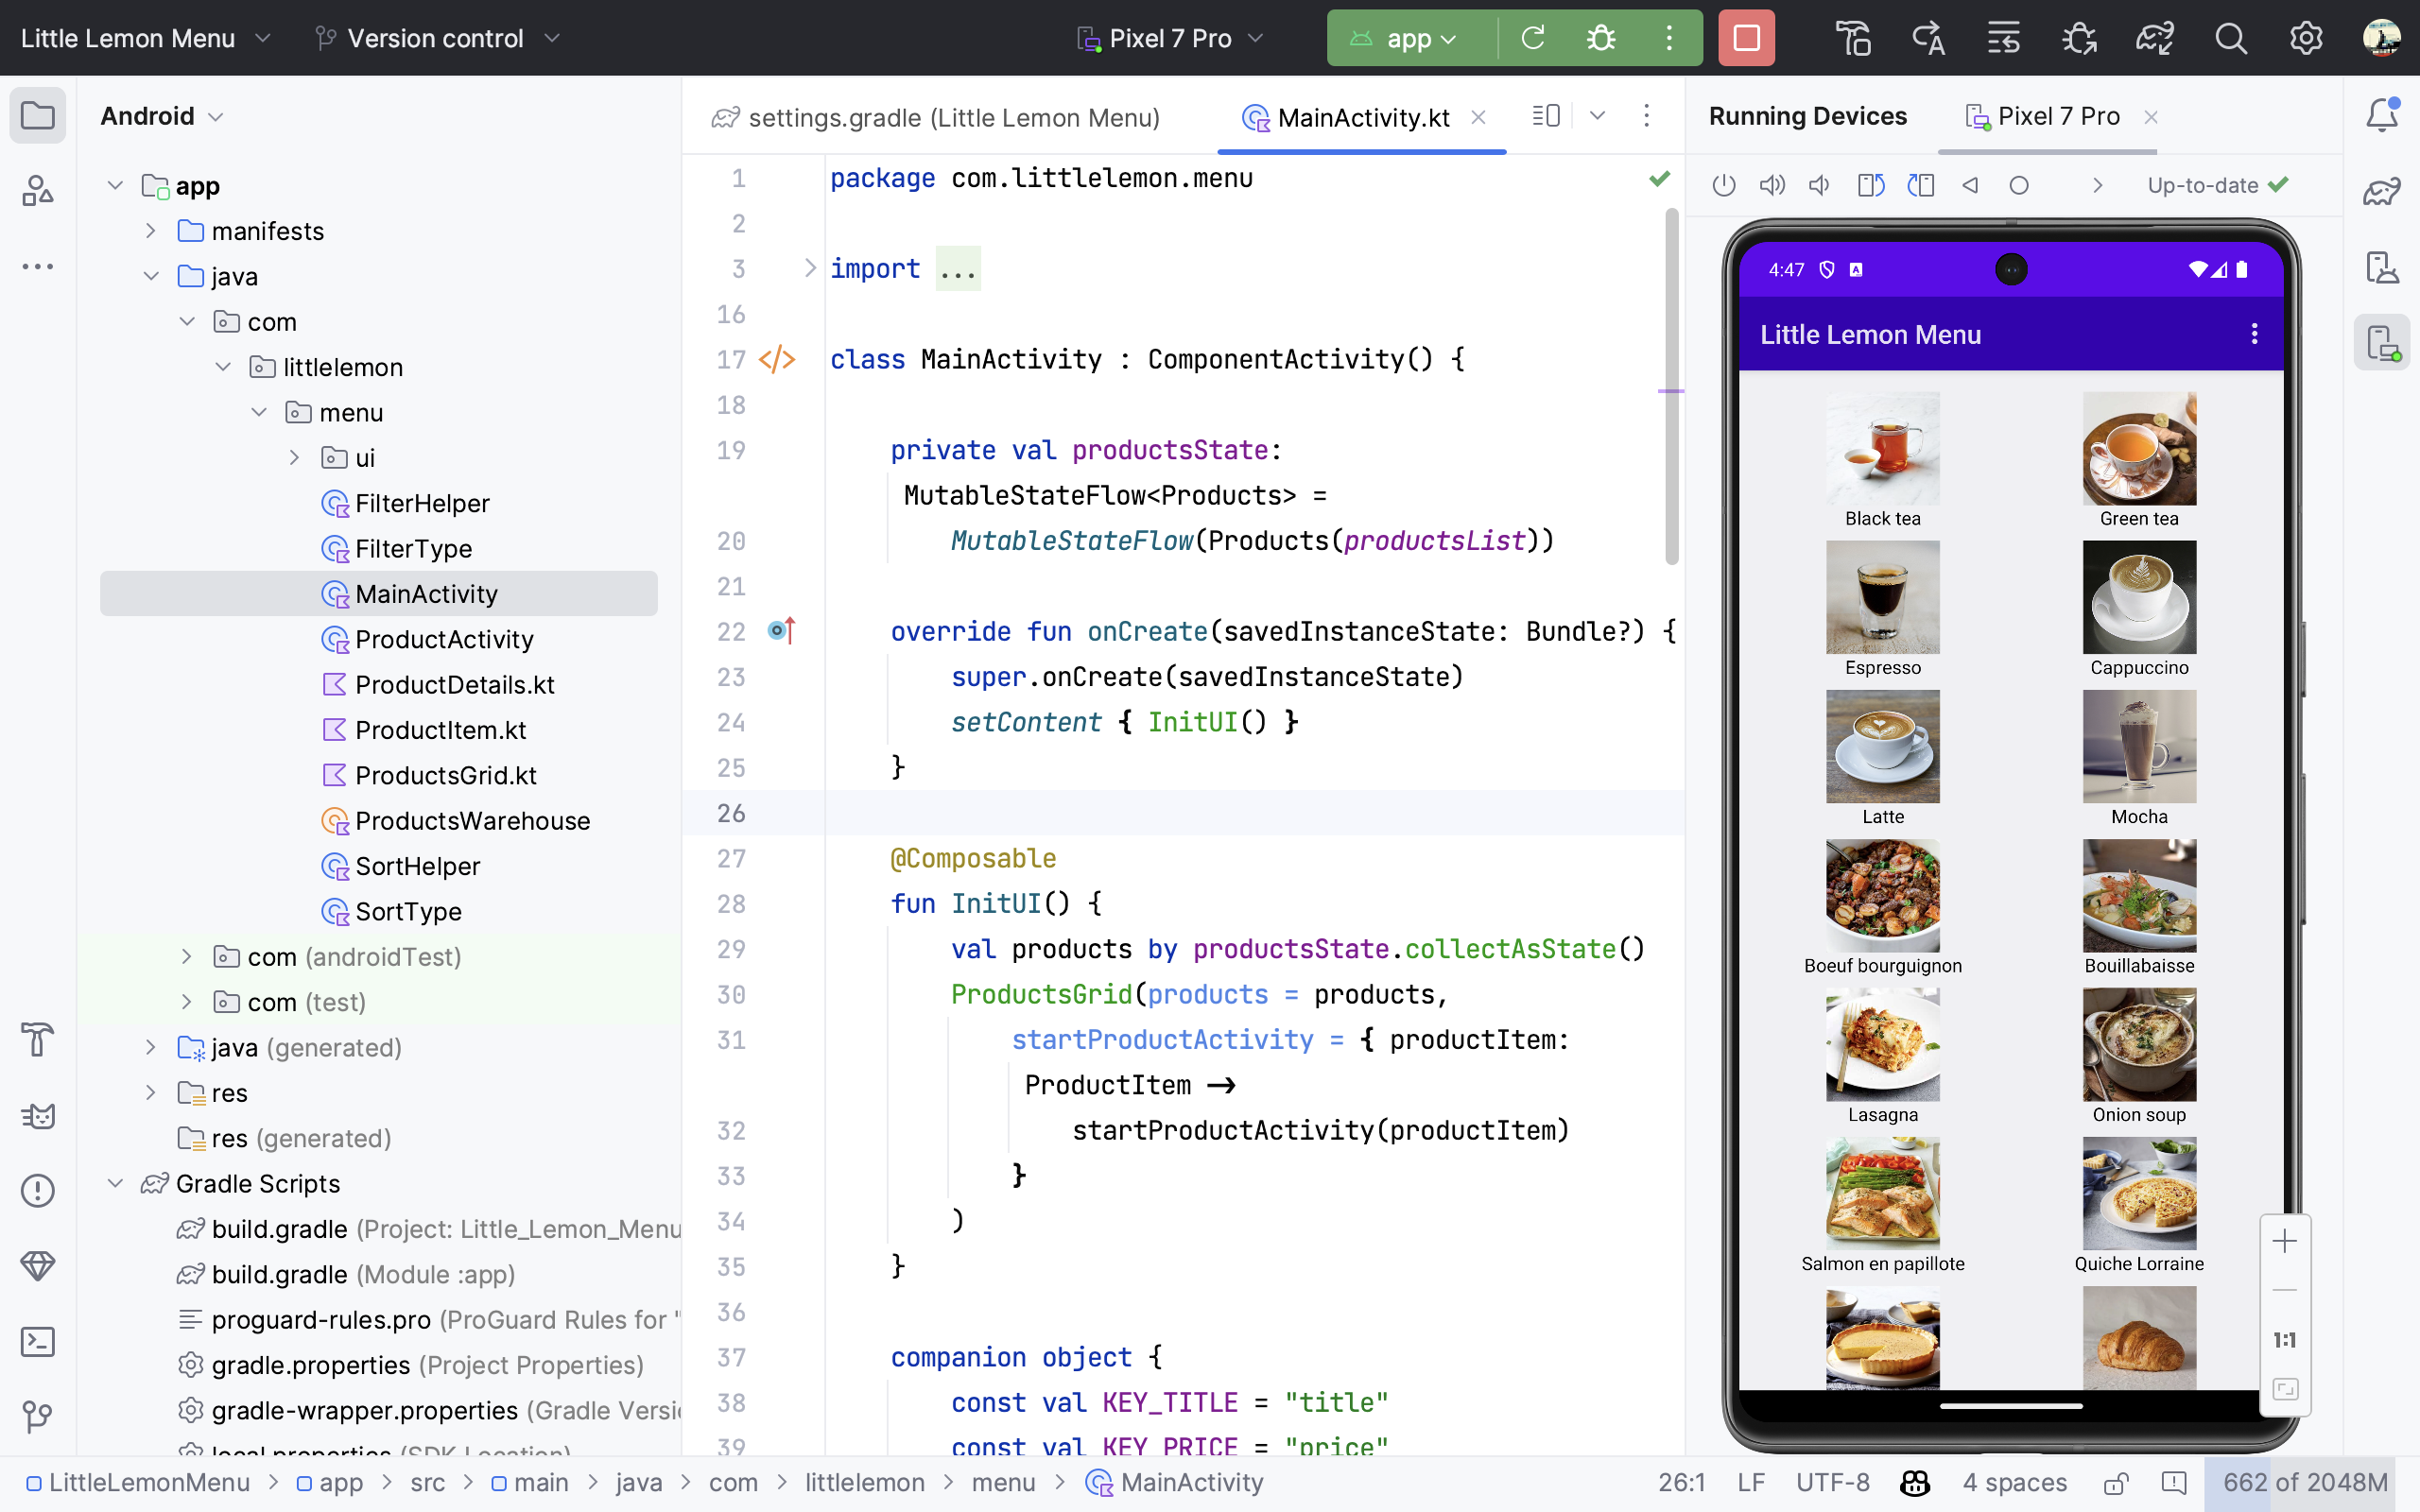 Little Lemon Menu
Version control
Pixel 7 Pro
app
Android
app
manifests
java
com
littlelemon
menu
ui
FilterHelper
FilterType
MainActivity
ProductActivity
ProductDetails.kt
ProductItem.kt
ProductsGrid.kt
ProductsWarehouse
SortHelper
SortType
com (androidTest)
com (test)
java (generated)
res
res (generated)
Gradle Scripts
build.gradle (Project: Little_Lemon_Menu
build.gradle (Module :app)
proguard-rules.pro (ProGuard Rules for "
gradle.properties (Project Properties)
gradle-wrapper.properties (Gradle Versi
local.properties (SDK Location)
settings.gradle (Little Lemon Menu)
MainActivity.kt
1 package com.littlelemon.menu
2
3 import ...
16
17 class MainActivity : ComponentActivity() {
18
19 private val productsState:
MutableStateFlow<Products> =
20 MutableStateFlow(Products(productsList))
21
22 override fun onCreate(savedInstanceState: Bundle?) {
23 super.onCreate(savedInstanceState)
24 setContent { InitUI() }
25 }
26
27 @Composable
28 fun InitUI() {
29 val products by productsState.collectAsState()
30 ProductsGrid(products = products,
31 startProductActivity = { productItem:
ProductItem ->
32 startProductActivity(productItem)
33 }
34 )
35 }
36
37 companion object {
38 const val KEY_TITLE = "title"
39 const val KEY_PRICE = "price"
Running Devices
Pixel 7 Pro
Up-to-date
4:47
Little Lemon Menu
Black tea
Green tea
Espresso
Cappuccino
Latte
Mocha
Boeuf bourguignon
Bouillabaisse
Lasagna
Onion soup
Salmon en papillote
Quiche Lorraine
1:1
LittleLemonMenu > app > src > main > java > com > littlelemon > menu > MainActivity
26:1 LF UTF-8 4 spaces 662 of 2048M